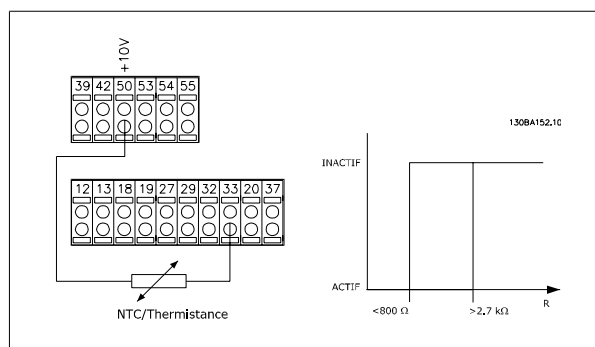 +10V
39 42 50 53 54 55
130BA152.10
INACTIF
12 13 18 19 27 29 32 33 20 37
ACTIF
<800 Ω >2.7 kΩ R
NTC/Thermistance